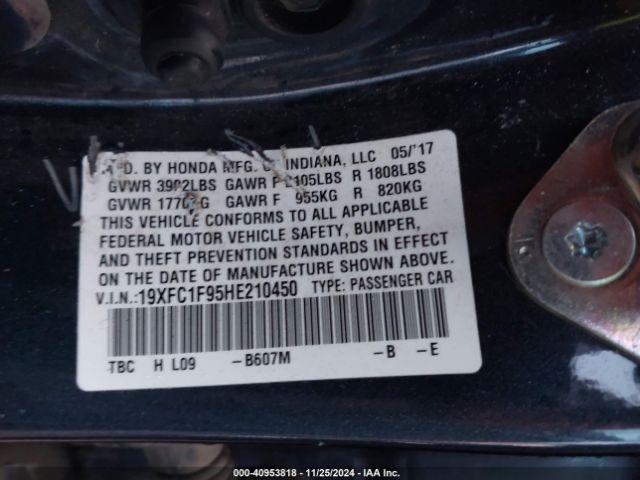 BY HONDA MFG. INDIANA, LLC 05/'17
GVWR LBS GAWR F LBS R 1808LBS
GVWR GAWR F 955KG R 820KG
THIS VEHICLE CONFORMS TO ALL APPLICABLE
FEDERAL MOTOR VEHICLE SAFETY, BUMPER,
AND THEFT PREVENTION STANDARDS IN EFFECT
ON THE DATE OF MANUFACTURE SHOWN ABOVE.
V.I.N.:19XFC1F95HE210450 TYPE: PASSENGER CAR
TBC H L09 -B607M -B -E
000-40953818 - 11/25/2024 - IAA Inc.